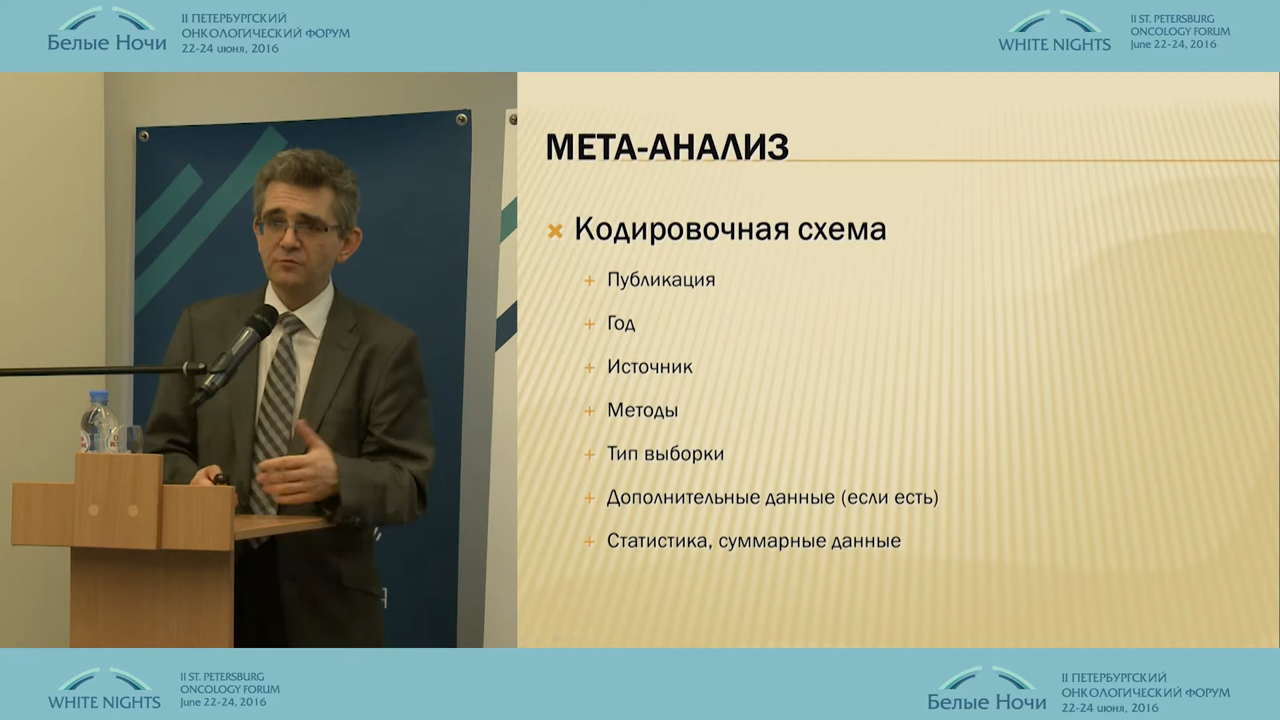 Белые Ночи
II ПЕТЕРБУРГСКИЙ
ОНКОЛОГИЧЕСКИЙ ФОРУМ
22-24 июня, 2016
WHITE NIGHTS
II ST. PETERSBURG
ONCOLOGY FORUM
June 22-24, 2016
МЕТА-АНАЛИЗ
Кодировочная схема
Публикация
Год
Источник
Методы
Тип выборки
Дополнительные данные (если есть)
Статистика, суммарные данные
WHITE NIGHTS
II ST. PETERSBURG
ONCOLOGY FORUM
June 22-24, 2016
Белые Ночи
II ПЕТЕРБУРГСКИЙ
ОНКОЛОГИЧЕСКИЙ ФОРУМ
22-24 июня, 2016